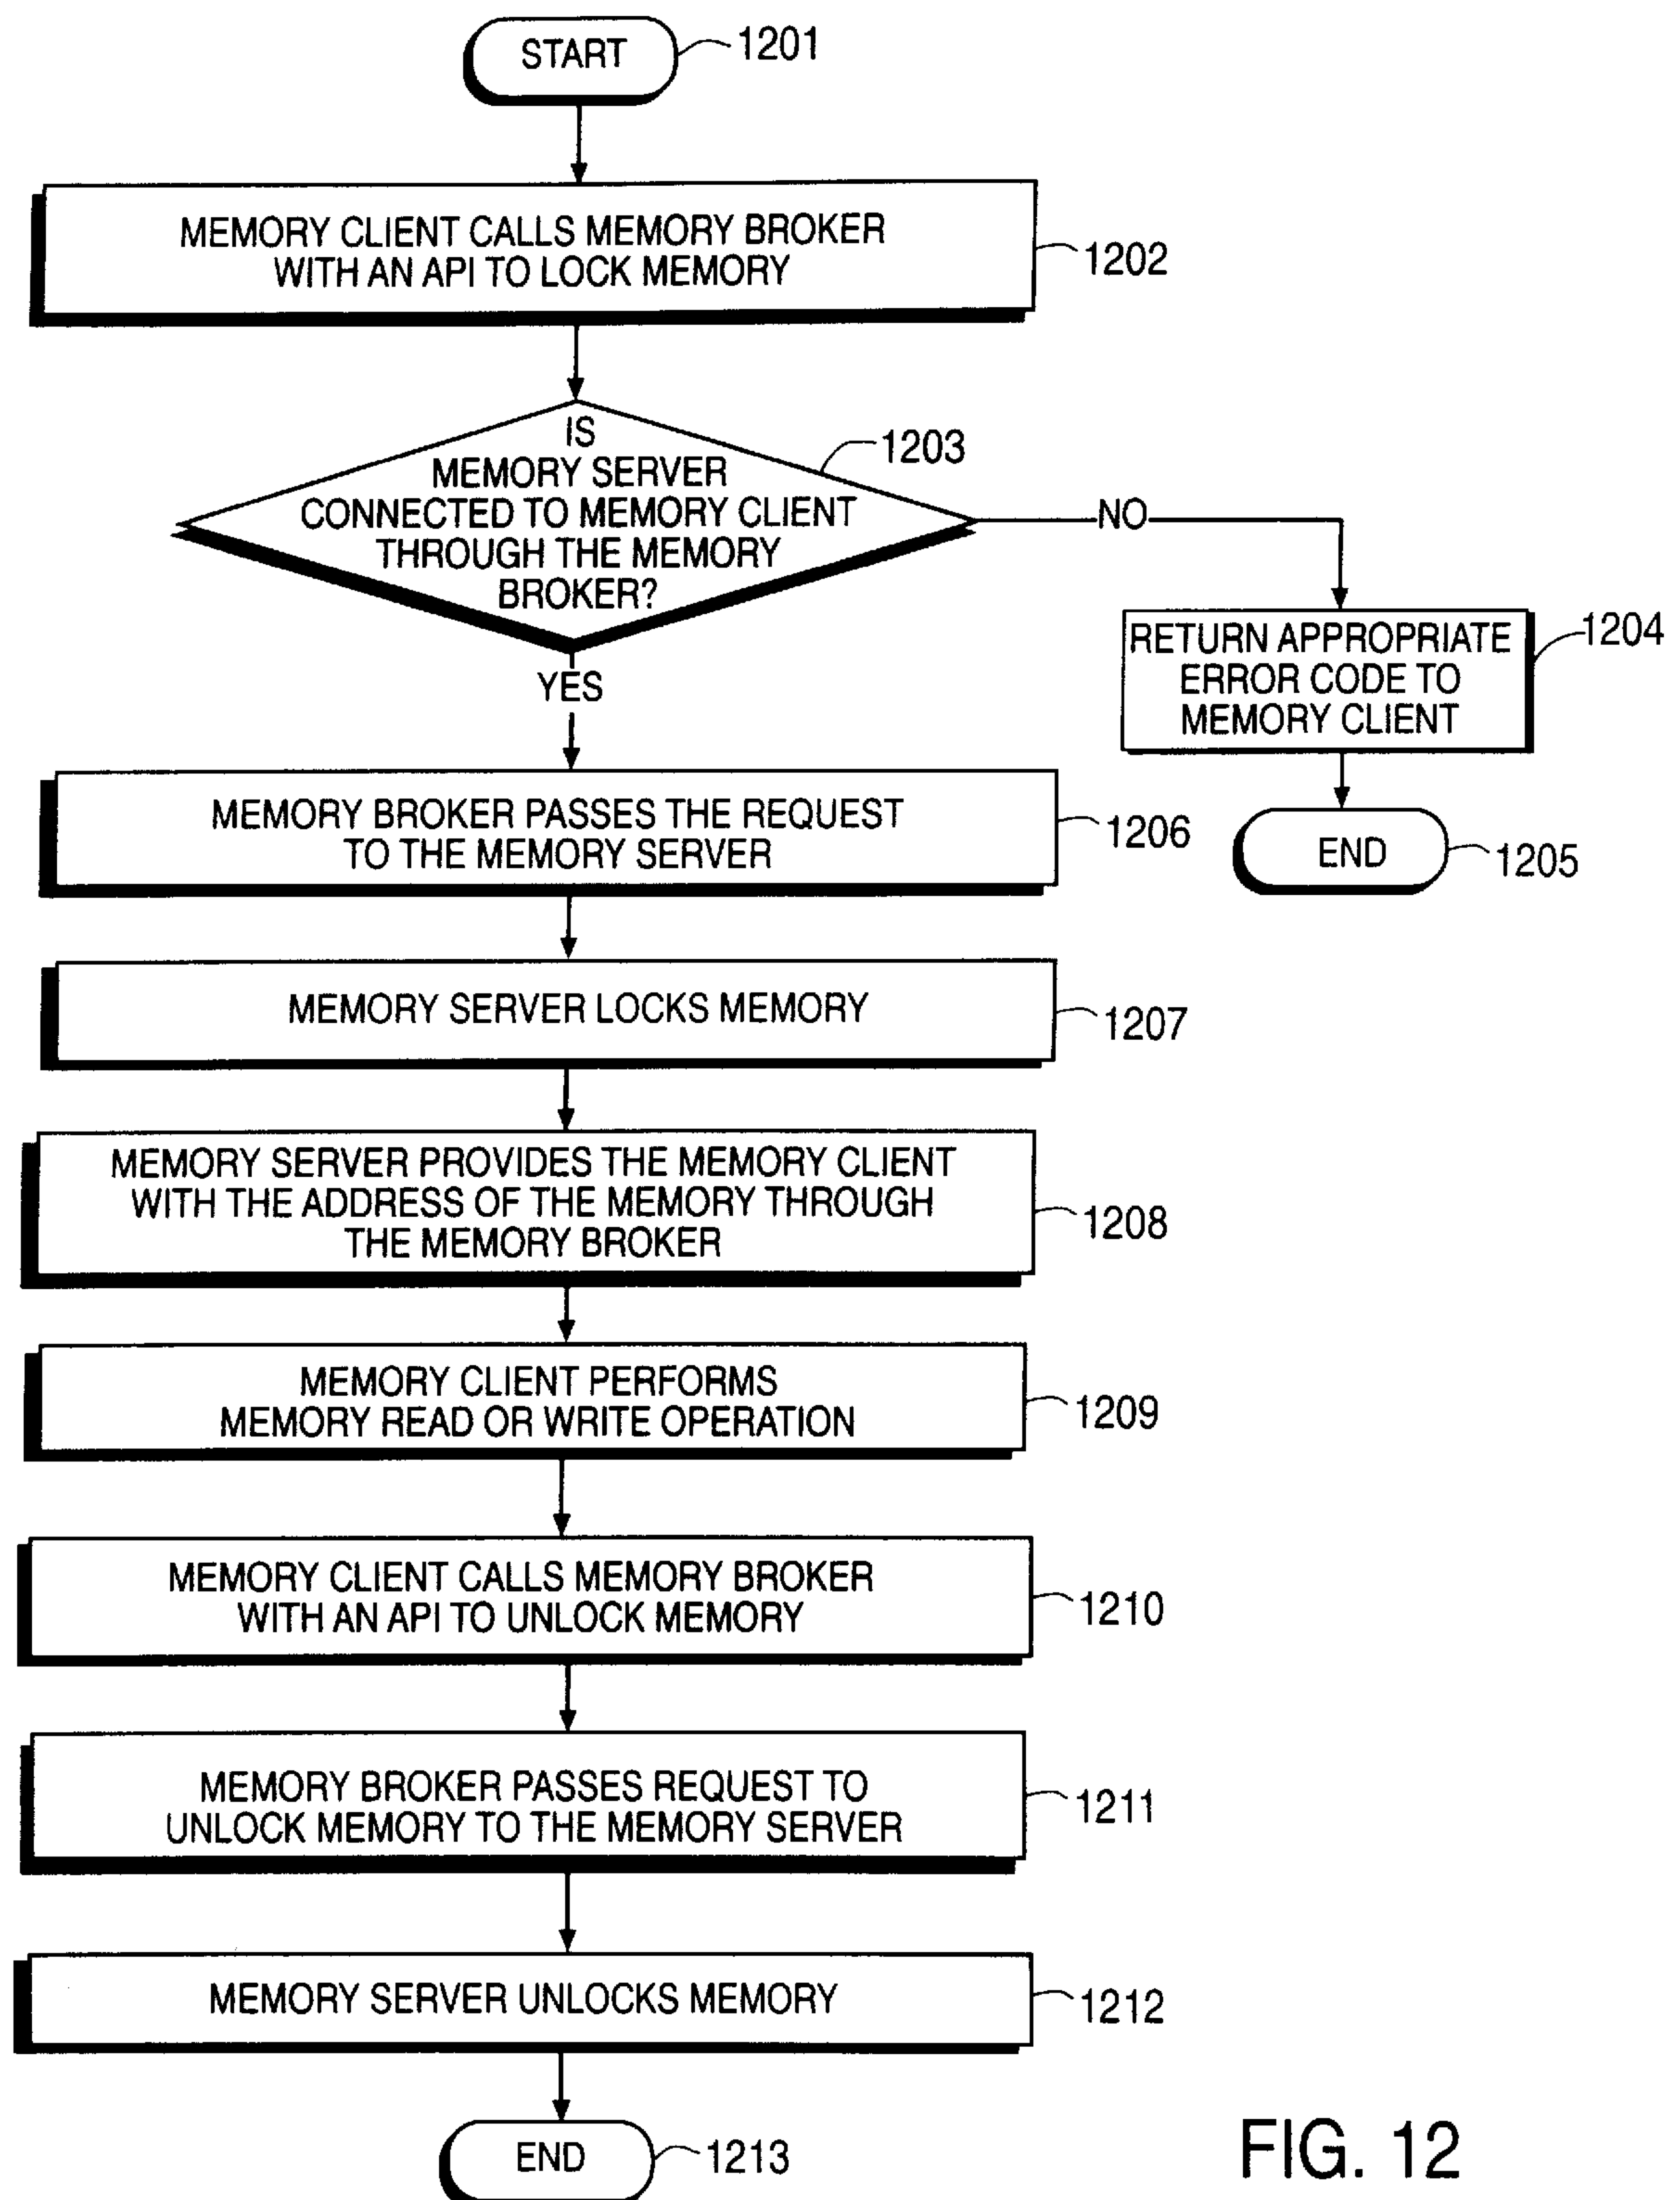 START
1201
MEMORY CLIENT CALLS MEMORY BROKER
WITH AN API TO LOCK MEMORY
1202
IS
MEMORY SERVER
CONNECTED TO MEMORY CLIENT
THROUGH THE MEMORY
BROKER?
1203
NO
RETURN APPROPRIATE
ERROR CODE TO
MEMORY CLIENT
1204
END
1205
YES
MEMORY BROKER PASSES THE REQUEST
TO THE MEMORY SERVER
1206
MEMORY SERVER LOCKS MEMORY
1207
MEMORY SERVER PROVIDES THE MEMORY CLIENT
WITH THE ADDRESS OF THE MEMORY THROUGH
THE MEMORY BROKER
1208
MEMORY CLIENT PERFORMS
MEMORY READ OR WRITE OPERATION
1209
MEMORY CLIENT CALLS MEMORY BROKER
WITH AN API TO UNLOCK MEMORY
1210
MEMORY BROKER PASSES REQUEST TO
UNLOCK MEMORY TO THE MEMORY SERVER
1211
MEMORY SERVER UNLOCKS MEMORY
1212
END
1213
FIG. 12